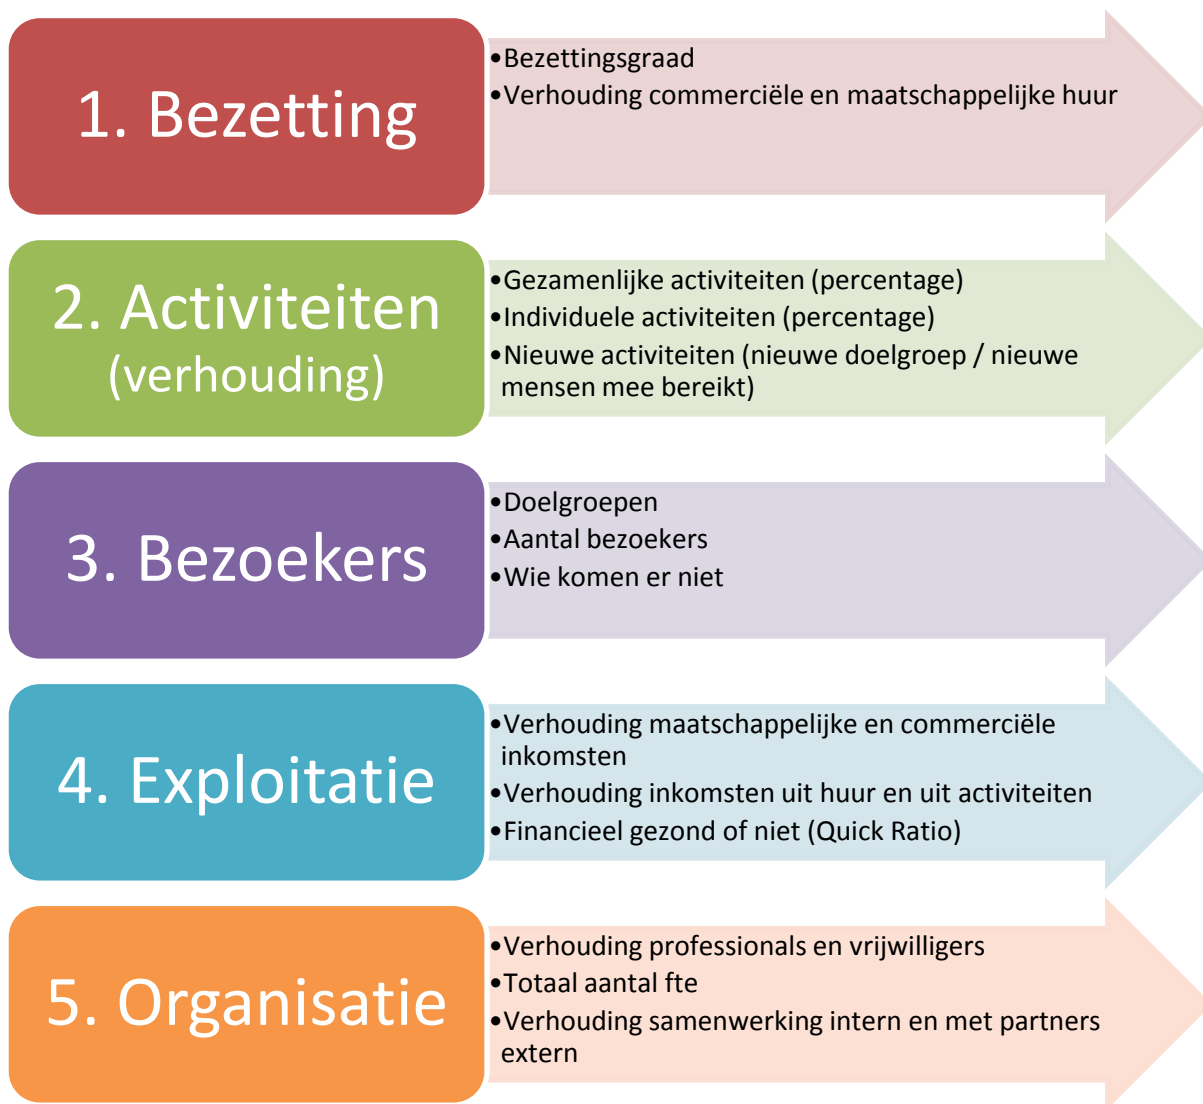 1. Bezetting
•Bezettingsgraad
•Verhouding commerciële en maatschappelijke huur
2. Activiteiten
(verhouding)
•Gezamenlijke activiteiten (percentage)
•Individuele activiteiten (percentage)
•Nieuwe activiteiten (nieuwe doelgroep / nieuwe
mensen mee bereikt)
3. Bezoekers
•Doelgroepen
•Aantal bezoekers
•Wie komen er niet
4. Exploitatie
•Verhouding maatschappelijke en commerciële
inkomsten
•Verhouding inkomsten uit huur en uit activiteiten
•Financieel gezond of niet (Quick Ratio)
5. Organisatie
•Verhouding professionals en vrijwilligers
•Totaal aantal fte
•Verhouding samenwerking intern en met partners
extern